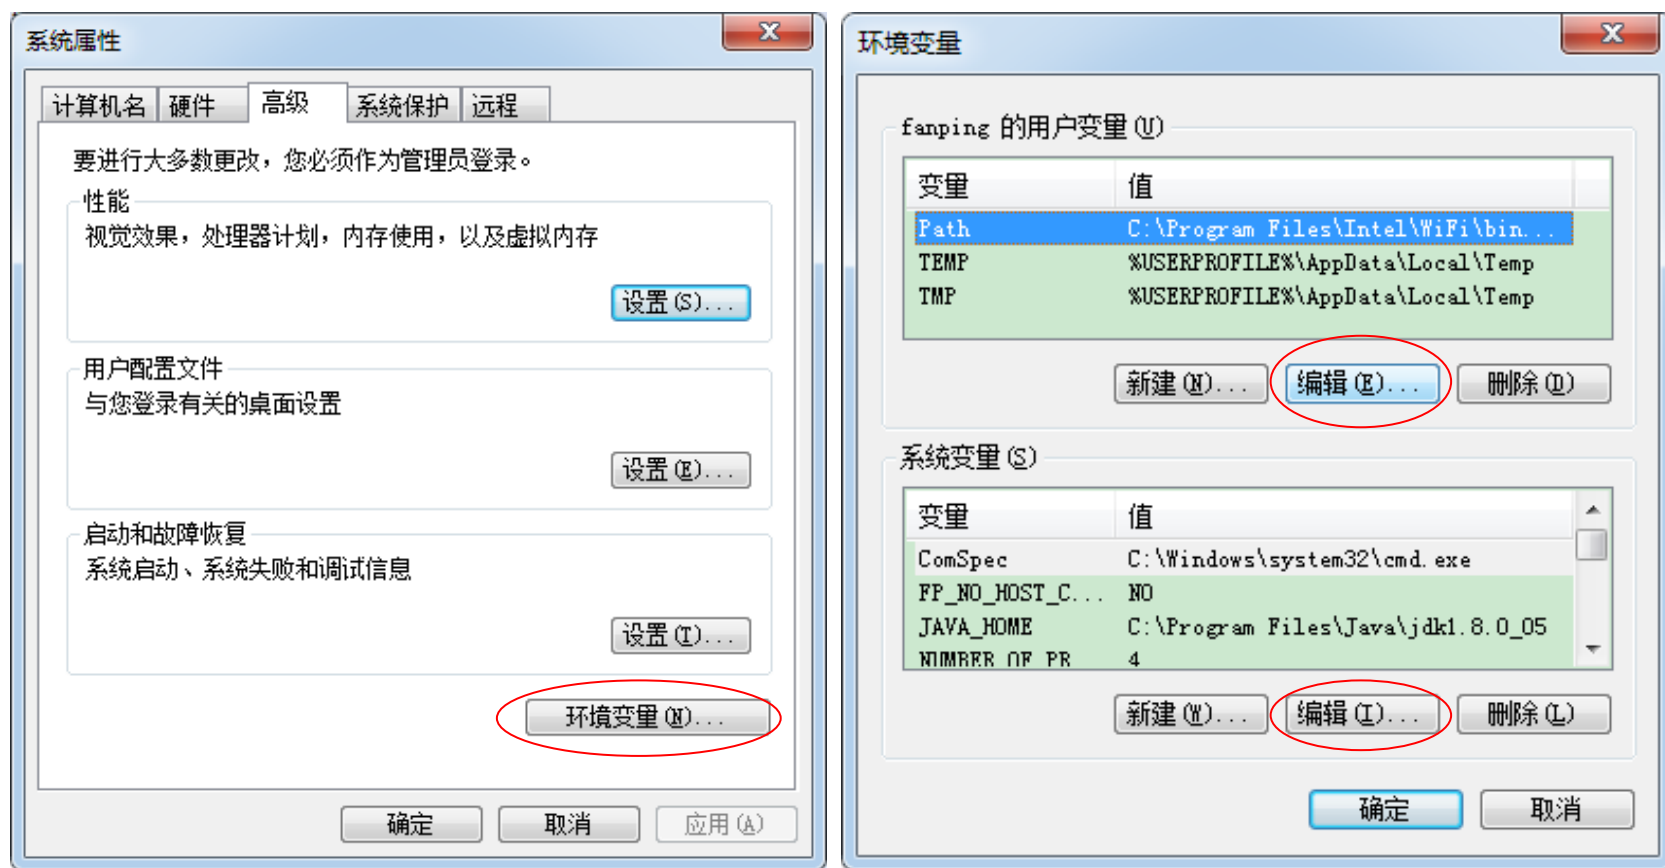 系统属性
计算机名 硬件 高级 系统保护 远程
要进行大多数更改，您必须作为管理员登录。
性能
视觉效果，处理器计划，内存使用，以及虚拟内存
设置(S)...
用户配置文件
与您登录有关的桌面设置
设置(E)...
启动和故障恢复
系统启动、系统失败和调试信息
设置(T)...
环境变量(N)...
确定 取消 应用(A)
环境变量
fanping 的用户变量(U)
变量 值
Path C:\Program Files\Intel\WiFi\bin...
TEMP %USERPROFILE%\AppData\Local\Temp
TMP %USERPROFILE%\AppData\Local\Temp
新建(N)... 编辑(E)... 删除(D)
系统变量(S)
变量 值
ComSpec C:\Windows\system32\cmd.exe
FP_NO_HOST_C... NO
JAVA_HOME C:\Program Files\Java\jdk1.8.0_05
NUMBER_OF_PR 4
新建(W)... 编辑(I)... 删除(L)
确定 取消